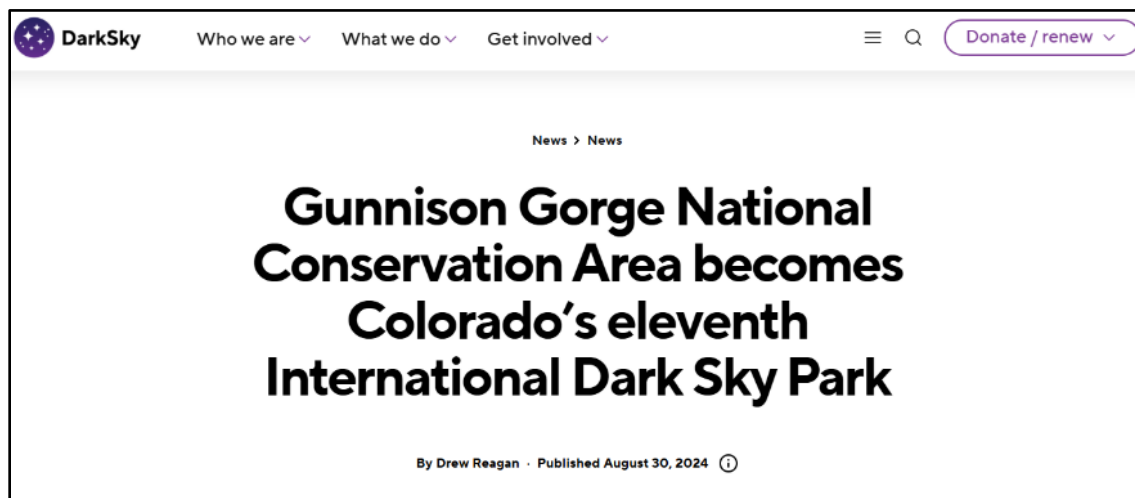 DarkSky Who we are What we do Get involved Donate / renew
News > News
Gunnison Gorge National
Conservation Area becomes
Colorado’s eleventh
International Dark Sky Park
By Drew Reagan · Published August 30, 2024